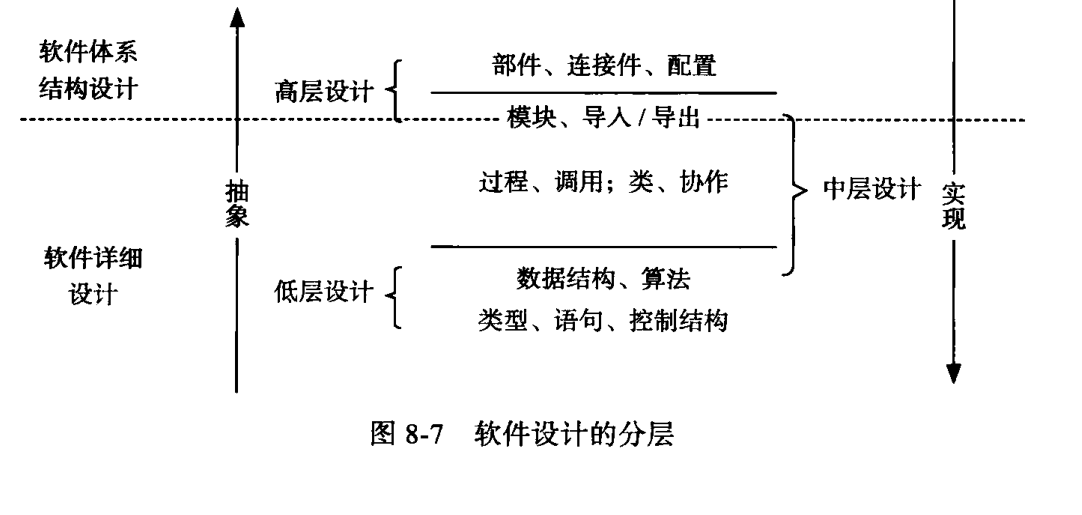 软件体系
结构设计
高层设计
部件、连接件、配置
模块、导入 / 导出
抽象
过程、调用；类、协作
中层设计
实现
软件详细
设计
低层设计
数据结构、算法
类型、语句、控制结构
图 8-7 软件设计的分层